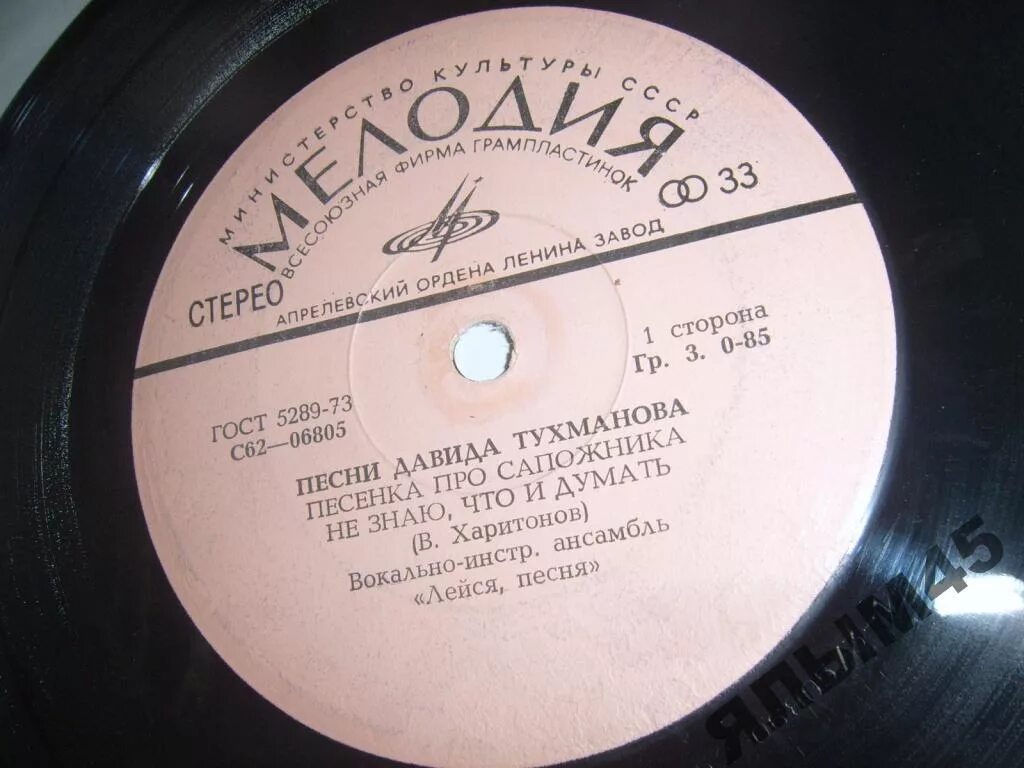 МИНИСТЕРСТВО КУЛЬТУРЫ СССР
МЕЛОДИЯ
ВСЕСОЮЗНАЯ ФИРМА ГРАМПЛАСТИНОК
33
СТЕРЕО
АПРЕЛЕВСКИЙ ОРДЕНА ЛЕНИНА ЗАВОД
1 сторона
Гр. 3. 0-85
ГОСТ 5289-73
С62—06805
ПЕСНИ ДАВИДА ТУХМАНОВА
ПЕСЕНКА ПРО САПОЖНИКА
НЕ ЗНАЮ, ЧТО И ДУМАТЬ
(В. Харитонов)
Вокально-инстр. ансамбль
«Лейся, песня»
ЯЛЫМ45